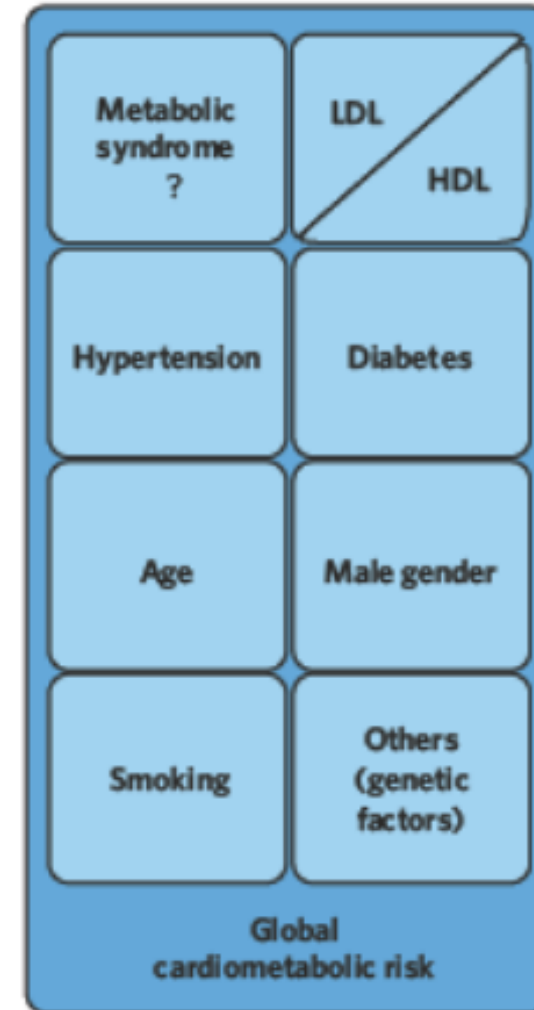 Metabolic
syndrome
?
LDL
HDL
Hypertension
Diabetes
Age
Male gender
Smoking
Others
(genetic
factors)
Global
cardiometabolic risk